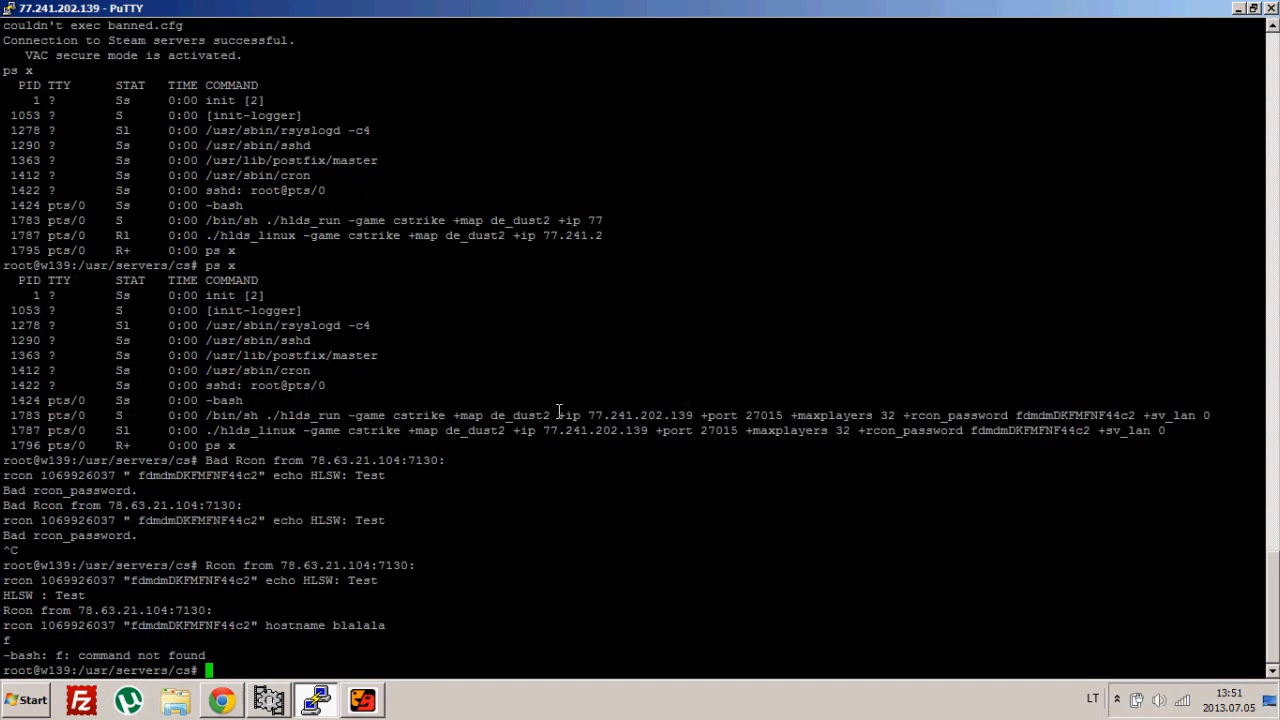 77.241.202.139 - PuTTY
couldn't exec banned.cfg
Connection to Steam servers successful.
   VAC secure mode is activated.
ps x
  PID TTY      STAT   TIME COMMAND
    1 ?        Ss     0:00 init [2]
 1053 ?        S      0:00 [init-logger]
 1278 ?        Sl     0:00 /usr/sbin/rsyslogd -c4
 1290 ?        Ss     0:00 /usr/sbin/sshd
 1363 ?        Ss     0:00 /usr/lib/postfix/master
 1412 ?        Ss     0:00 /usr/sbin/cron
 1422 ?        Ss     0:00 sshd: root@pts/0
 1424 pts/0    Ss     0:00 -bash
 1783 pts/0    S      0:00 /bin/sh ./hlds_run -game cstrike +map de_dust2 +ip 77
 1787 pts/0    Rl     0:00 ./hlds_linux -game cstrike +map de_dust2 +ip 77.241.2
 1795 pts/0    R+     0:00 ps x
root@w139:/usr/servers/cs# ps x
  PID TTY      STAT   TIME COMMAND
    1 ?        Ss     0:00 init [2]
 1053 ?        S      0:00 [init-logger]
 1278 ?        Sl     0:00 /usr/sbin/rsyslogd -c4
 1290 ?        Ss     0:00 /usr/sbin/sshd
 1363 ?        Ss     0:00 /usr/lib/postfix/master
 1412 ?        Ss     0:00 /usr/sbin/cron
 1422 ?        Ss     0:00 sshd: root@pts/0
 1424 pts/0    Ss     0:00 -bash
 1783 pts/0    S      0:00 /bin/sh ./hlds_run -game cstrike +map de_dust2 +ip 77.241.202.139 +port 27015 +maxplayers 32 +rcon_password fdmdmDKFMFNF44c2 +sv_lan 0
 1787 pts/0    Sl     0:00 ./hlds_linux -game cstrike +map de_dust2 +ip 77.241.202.139 +port 27015 +maxplayers 32 +rcon_password fdmdmDKFMFNF44c2 +sv_lan 0
 1796 pts/0    R+     0:00 ps x
root@w139:/usr/servers/cs# Bad Rcon from 78.63.21.104:7130:
rcon 1069926037 " fdmdmDKFMFNF44c2" echo HLSW: Test
Bad rcon_password.
Bad Rcon from 78.63.21.104:7130:
rcon 1069926037 " fdmdmDKFMFNF44c2" echo HLSW: Test
Bad rcon_password.
^C
root@w139:/usr/servers/cs# Rcon from 78.63.21.104:7130:
rcon 1069926037 "fdmdmDKFMFNF44c2" echo HLSW: Test
HLSW : Test
Rcon from 78.63.21.104:7130:
rcon 1069926037 "fdmdmDKFMFNF44c2" hostname blalala
f
-bash: f: command not found
root@w139:/usr/servers/cs#
Start
Fz
LT
13:51
2013.07.05